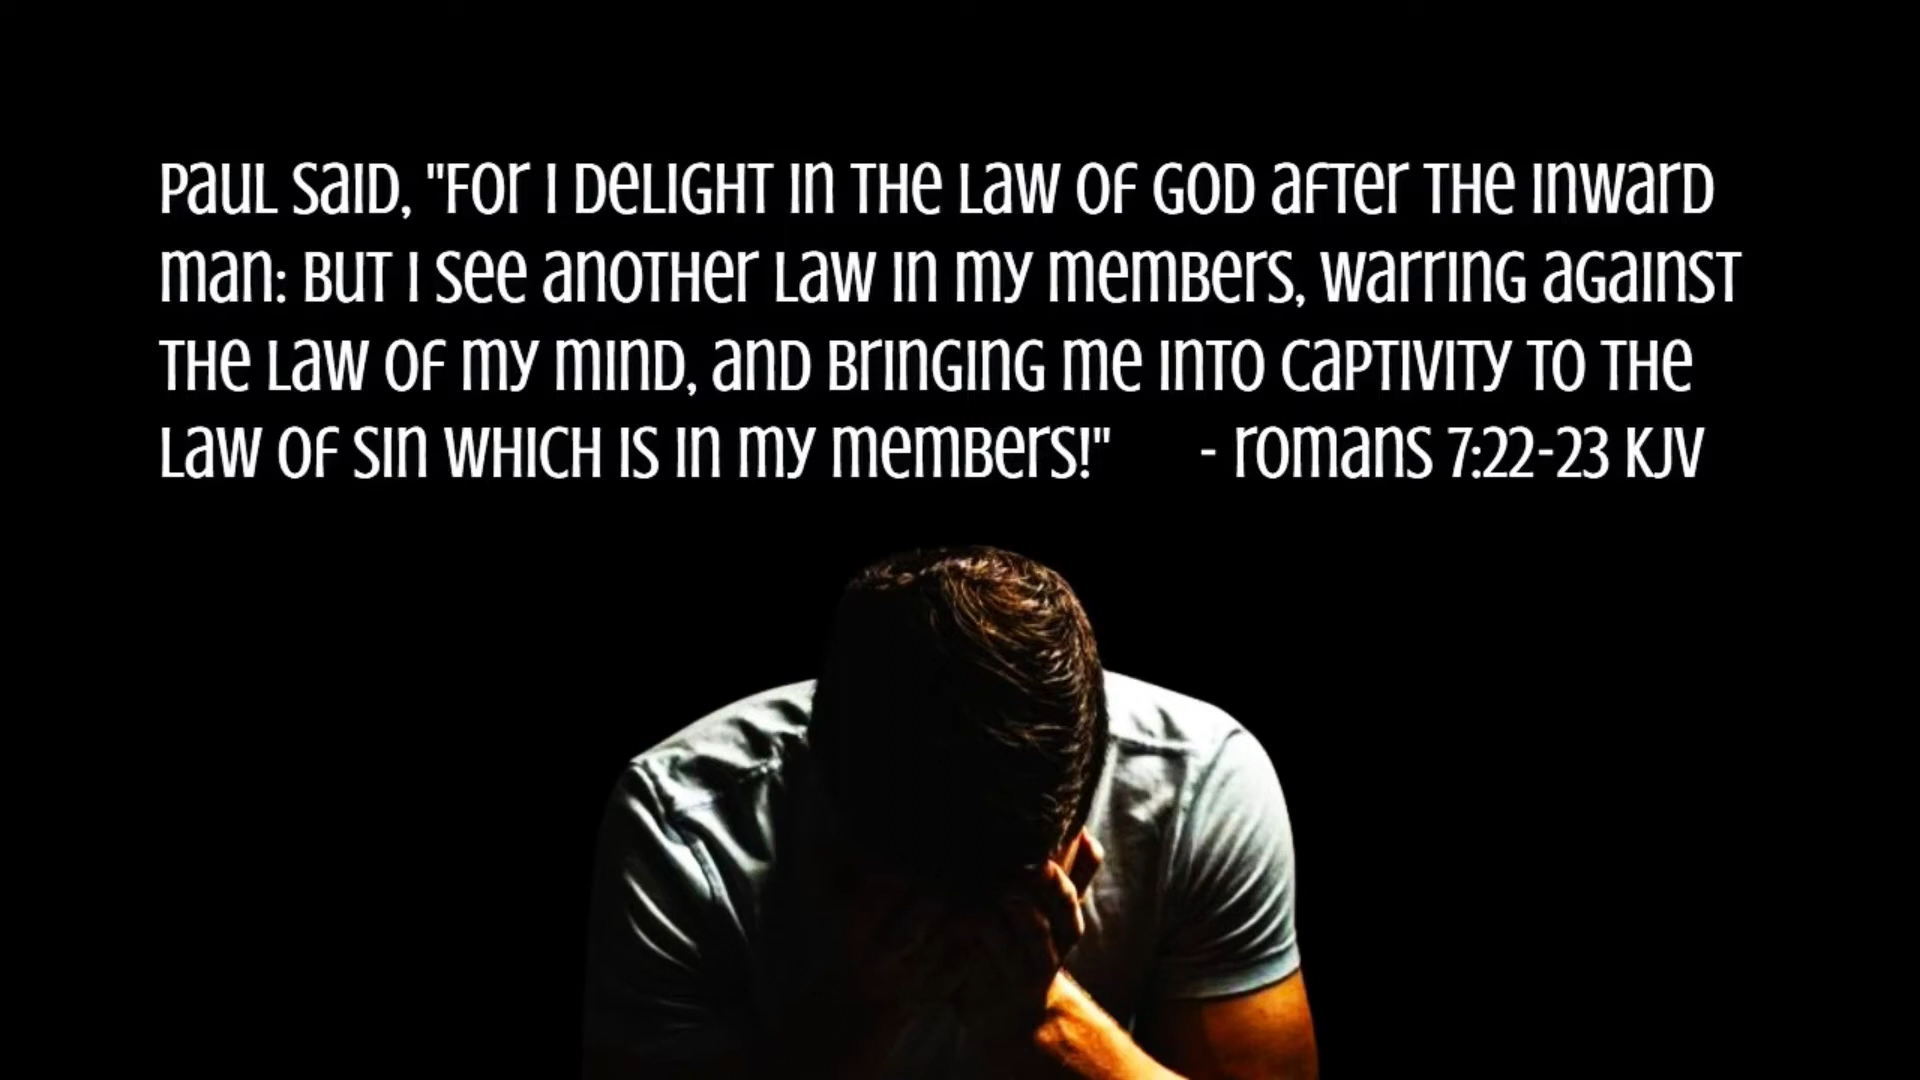 Paul said, "For I delight in the law of God after the inward
man: But I see another law in my members, warring against
the law of my mind, and bringing me into captivity to the
law of sin which is in my members!" - Romans 7:22-23 KJV